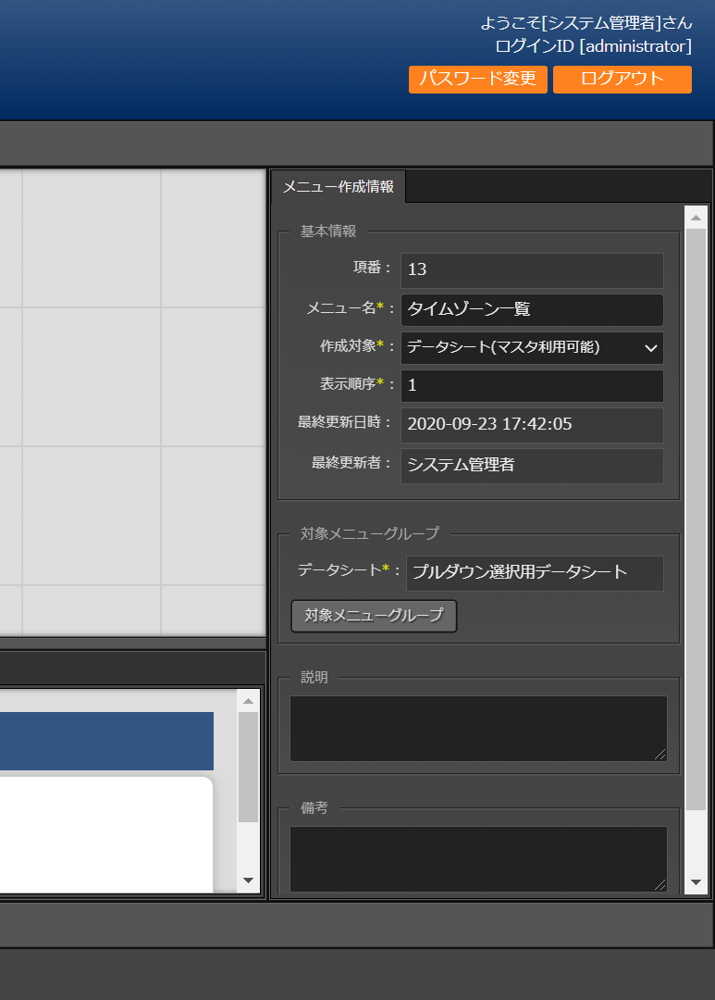 ようこそ[システム管理者]さん
ログインID [administrator]
パスワード変更 ログアウト
メニュー作成情報
基本情報
項番： 13
メニュー名*： タイムゾーン一覧
作成対象*： データシート(マスタ利用可能)
表示順序*： 1
最終更新日時： 2020-09-23 17:42:05
最終更新者： システム管理者
対象メニューグループ
データシート*： プルダウン選択用データシート
対象メニューグループ
説明
備考